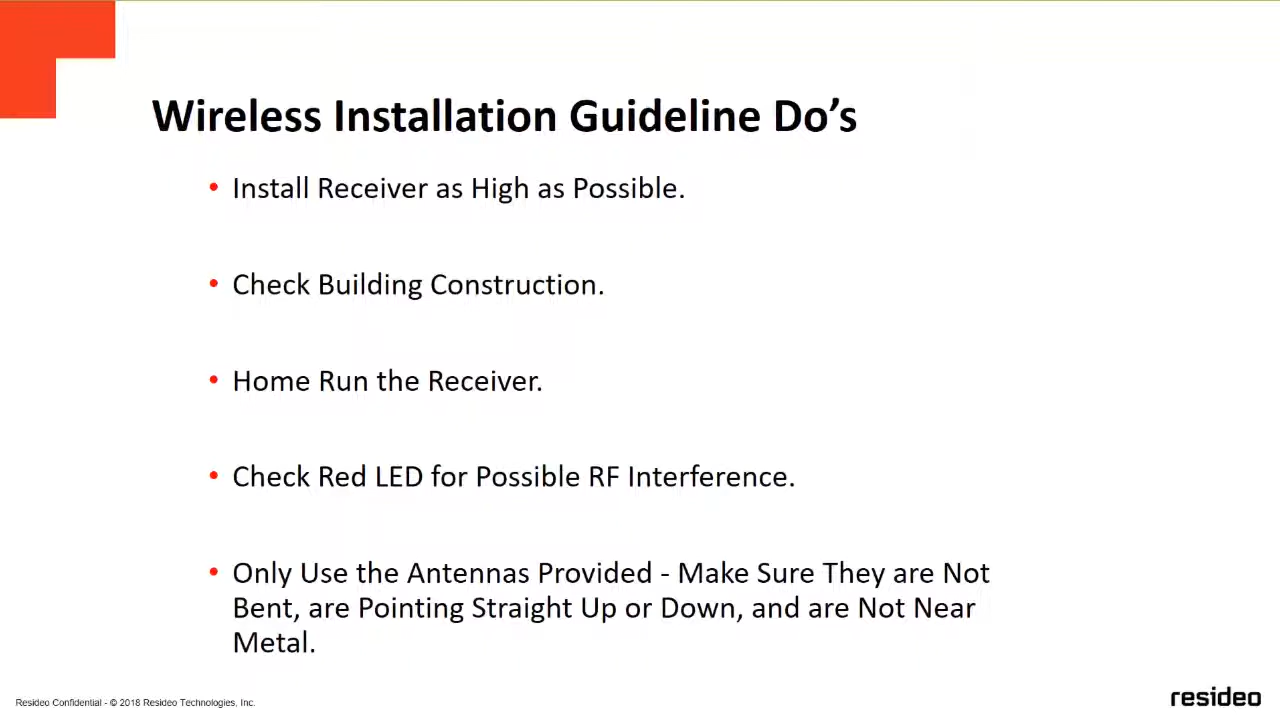 Wireless Installation Guideline Do’s
• Install Receiver as High as Possible.
• Check Building Construction.
• Home Run the Receiver.
• Check Red LED for Possible RF Interference.
• Only Use the Antennas Provided - Make Sure They are Not
Bent, are Pointing Straight Up or Down, and are Not Near
Metal.
Resideo Confidential - © 2018 Resideo Technologies, Inc.
resideo